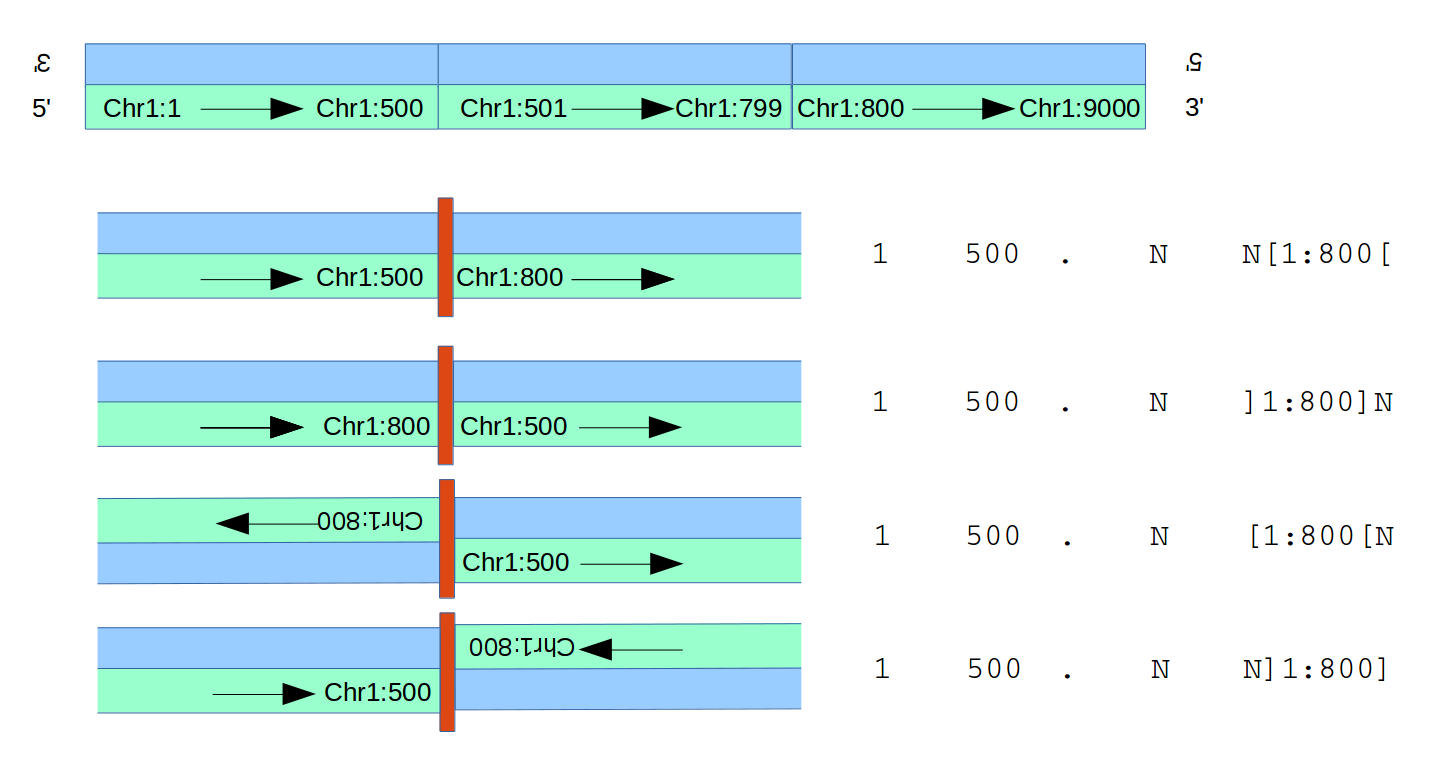 3' 5'
5' Chr1:1 Chr1:500 Chr1:501 Chr1:799 Chr1:800 Chr1:9000 3'
Chr1:500 Chr1:800 1 500 . N N[1:800[
Chr1:800 Chr1:500 1 500 . N ]1:800]N
Chr1:800
Chr1:500 1 500 . N [1:800[N
Chr1:800
Chr1:500 1 500 . N N]1:800]